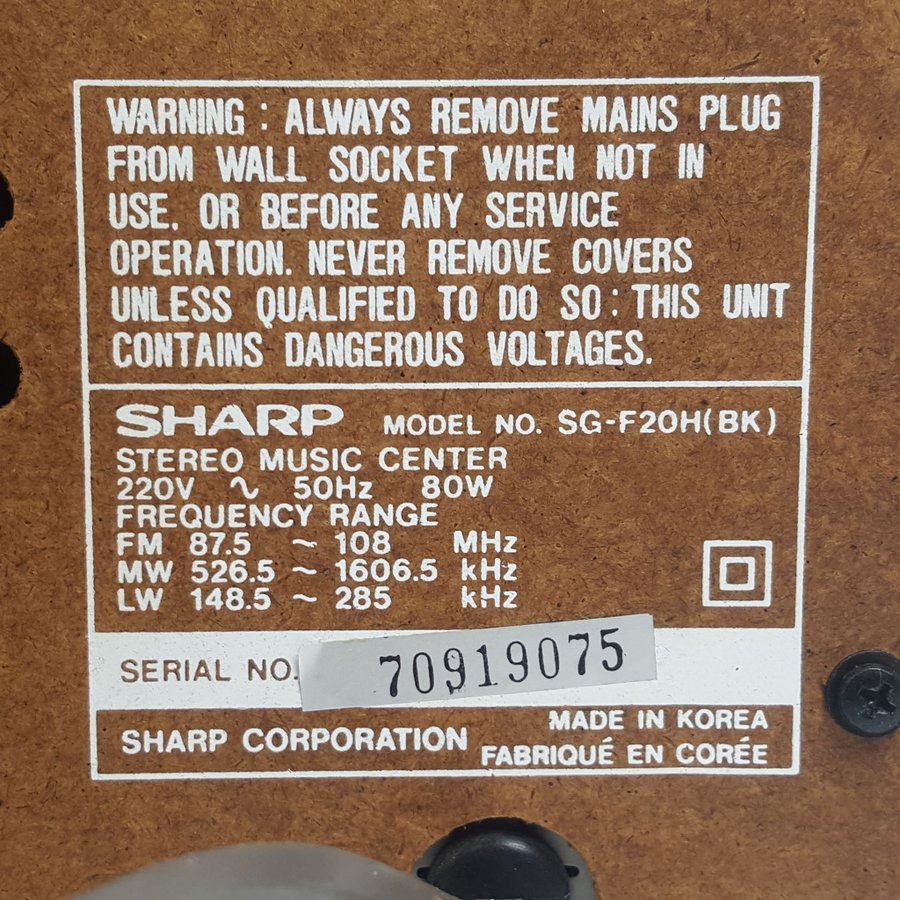 WARNING : ALWAYS REMOVE MAINS PLUG
FROM WALL SOCKET WHEN NOT IN
USE, OR BEFORE ANY SERVICE
OPERATION. NEVER REMOVE COVERS
UNLESS QUALIFIED TO DO SO : THIS UNIT
CONTAINS DANGEROUS VOLTAGES.
SHARP MODEL NO. SG-F20H(BK)
STEREO MUSIC CENTER
220V ∿ 50Hz 80W
FREQUENCY RANGE
FM 87.5 ~ 108 MHz
MW 526.5 ~ 1606.5 kHz
LW 148.5 ~ 285 kHz
SERIAL NO. 70919075
SHARP CORPORATION
MADE IN KOREA
FABRIQUÉ EN CORÉE